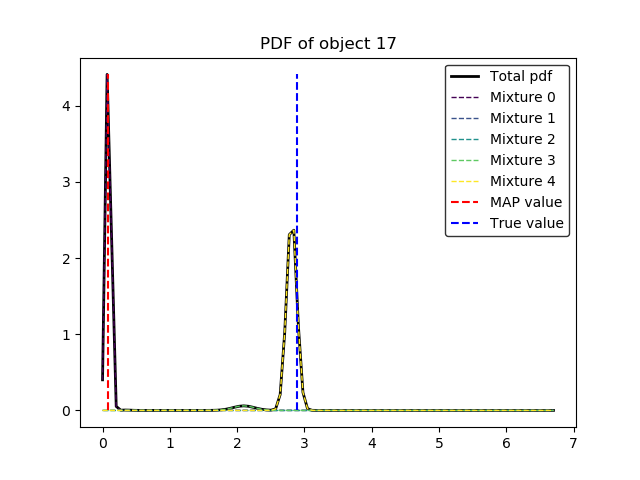 PDF of object 17
Total pdf
Mixture 0
Mixture 1
Mixture 2
Mixture 3
Mixture 4
MAP value
True value
4
3
2
1
0
0 1 2 3 4 5 6 7